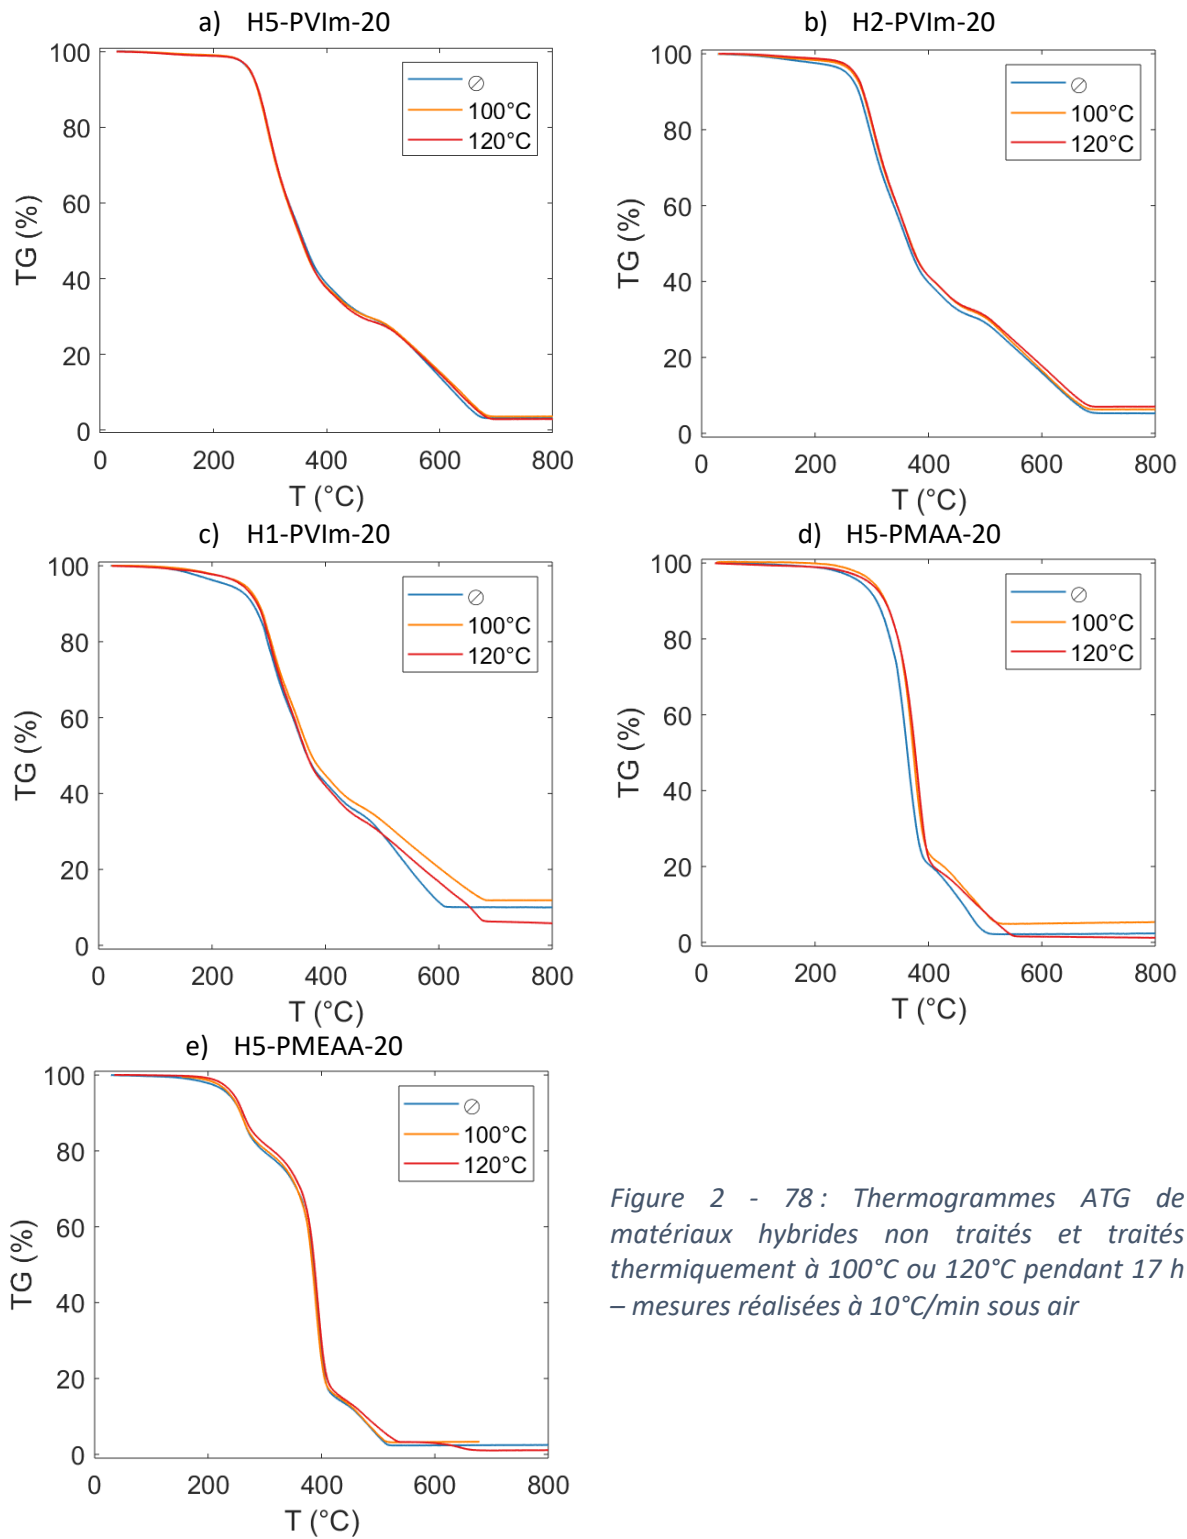 a) H5-PVIm-20
b) H2-PVIm-20
100
80
60
40
20
0
TG (%)
0 200 400 600 800
T (°C)
∅
100°C
120°C
100
80
60
40
20
0
TG (%)
0 200 400 600 800
T (°C)
∅
100°C
120°C
c) H1-PVIm-20
d) H5-PMAA-20
100
80
60
40
20
0
TG (%)
0 200 400 600 800
T (°C)
∅
100°C
120°C
100
80
60
40
20
0
TG (%)
0 200 400 600 800
T (°C)
∅
100°C
120°C
e) H5-PMEAA-20
100
80
60
40
20
0
TG (%)
0 200 400 600 800
T (°C)
∅
100°C
120°C
Figure 2 - 78 : Thermogrammes ATG de
matériaux hybrides non traités et traités
thermiquement à 100°C ou 120°C pendant 17 h
– mesures réalisées à 10°C/min sous air